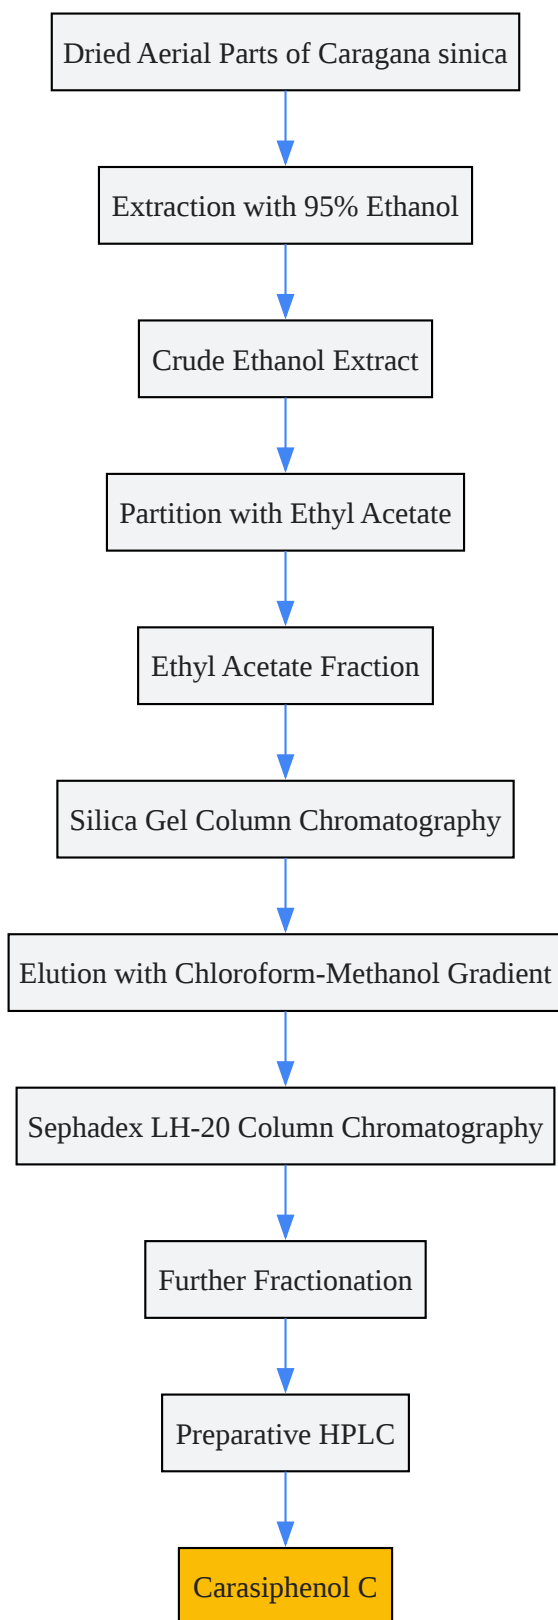 Dried Aerial Parts of Caragana sinica
Extraction with 95% Ethanol
Crude Ethanol Extract
Partition with Ethyl Acetate
Ethyl Acetate Fraction
Silica Gel Column Chromatography
Elution with Chloroform-Methanol Gradient
Sephadex LH-20 Column Chromatography
Further Fractionation
Preparative HPLC
Carasiphenol C